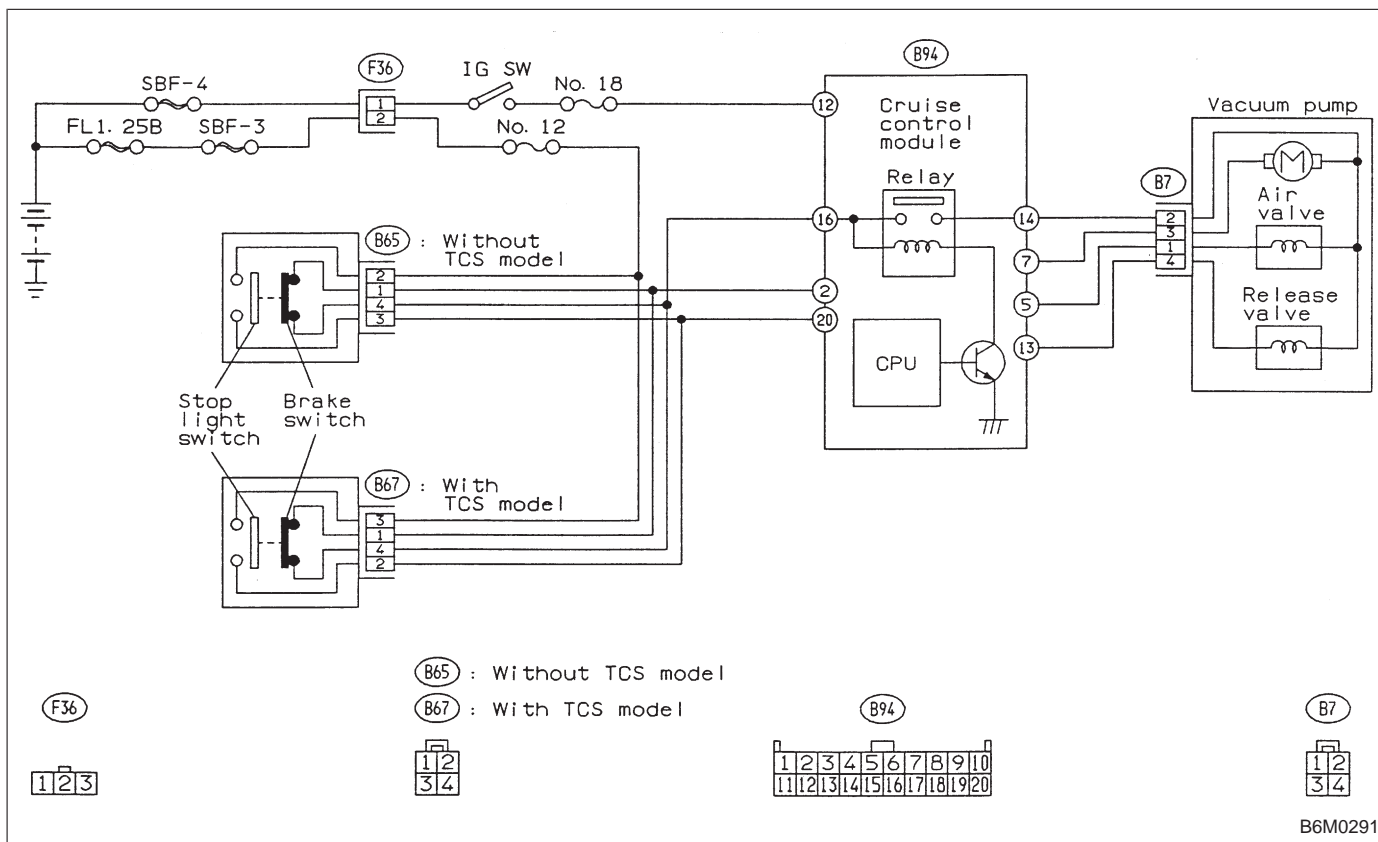 B94
F36
IG SW
SBF-4
No. 18
1
2
12
Cruise
control
module
Vacuum pump
FL1. 25B
SBF-3
No. 12
M
Relay
B7
Air
valve
16
14
2
3
1
4
B65 : Without
TCS model
7
2
1
4
3
2
5
Release
valve
20
13
CPU
Stop
light
switch
Brake
switch
B67 : With
TCS model
3
1
4
2
B65 : Without TCS model
B67 : With TCS model
F36
B94
B7
1 2 3
1 2
3 4
1 2 3 4 5 6 7 8 9 10
11 12 13 14 15 16 17 18 19 20
1 2
3 4
B6M0291